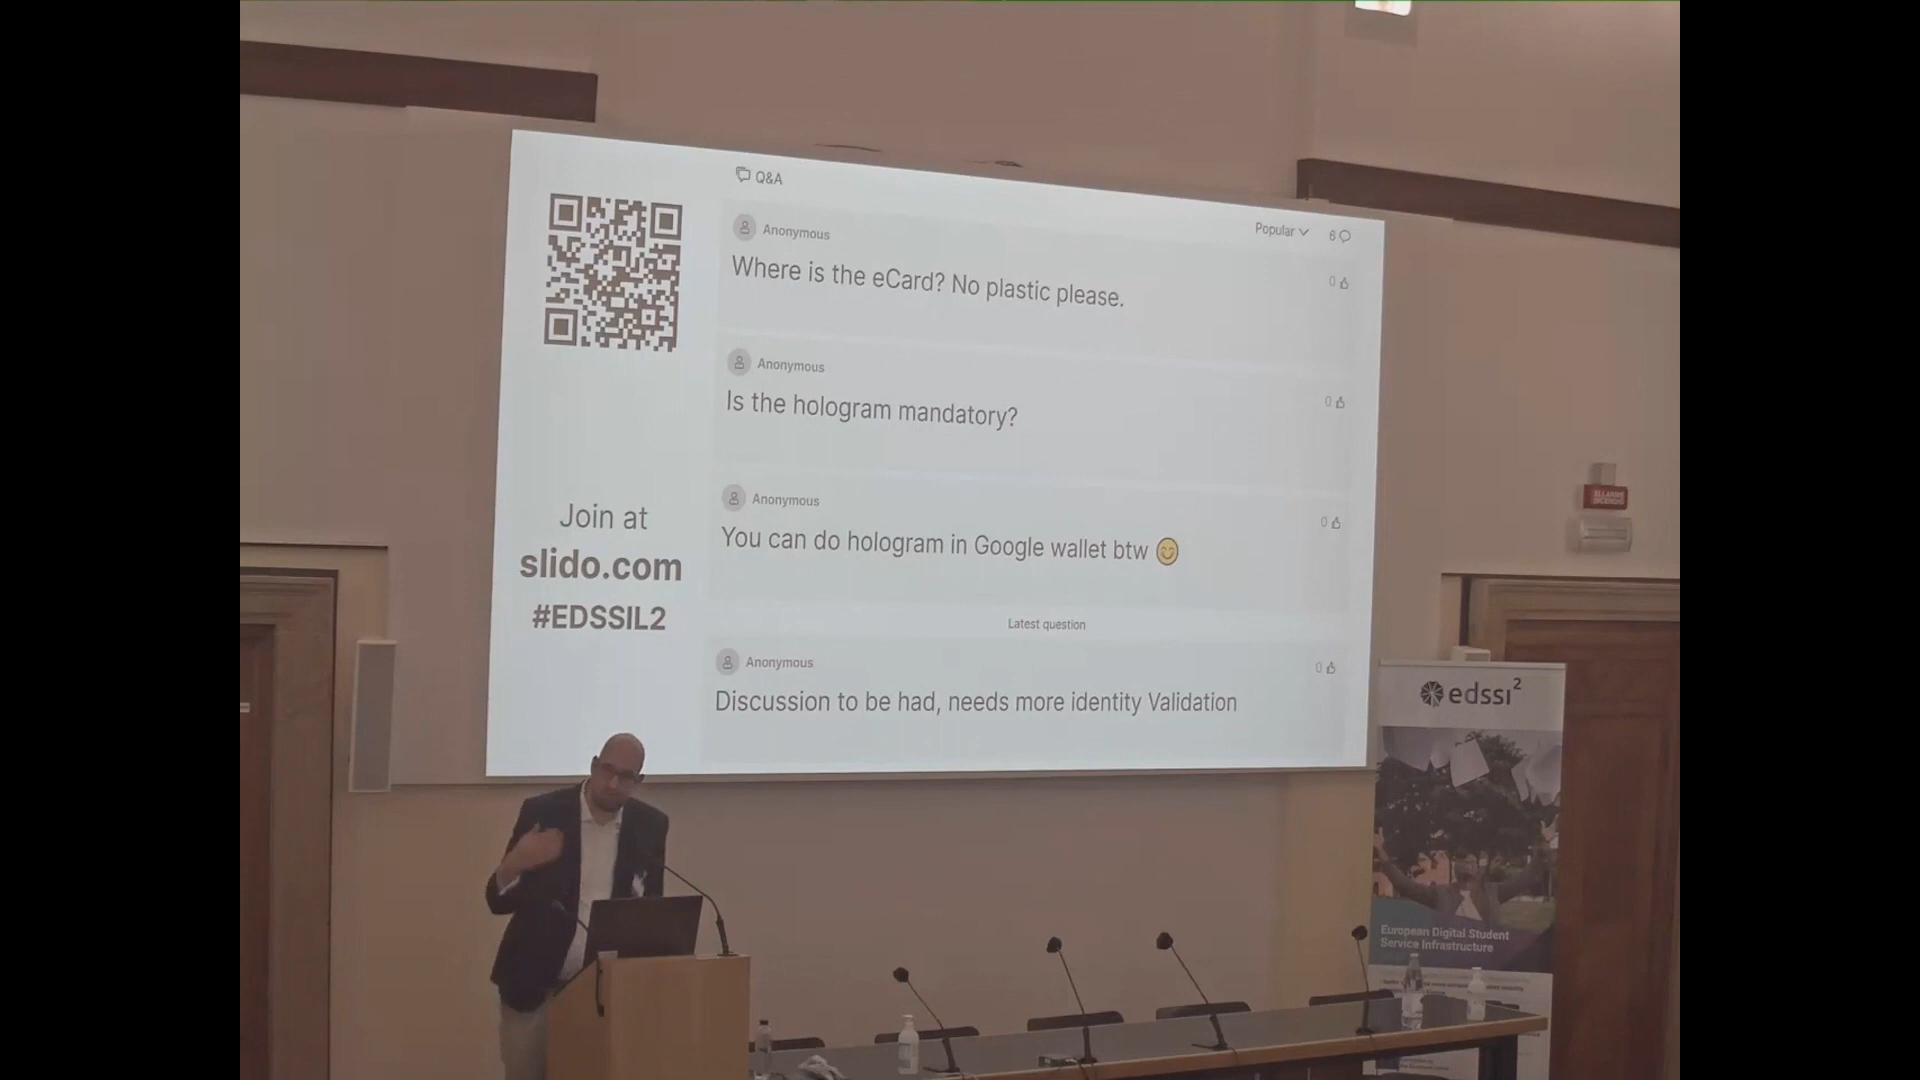 Q&A
Popular
6
Anonymous
Where is the eCard? No plastic please.
0
Anonymous
Is the hologram mandatory?
0
Anonymous
You can do hologram in Google wallet btw 😊
0
Latest question
Anonymous
Discussion to be had, needs more identity Validation
0
Join at
slido.com
#EDSSIL2
edssi²
European Digital Student
Service Infrastructure